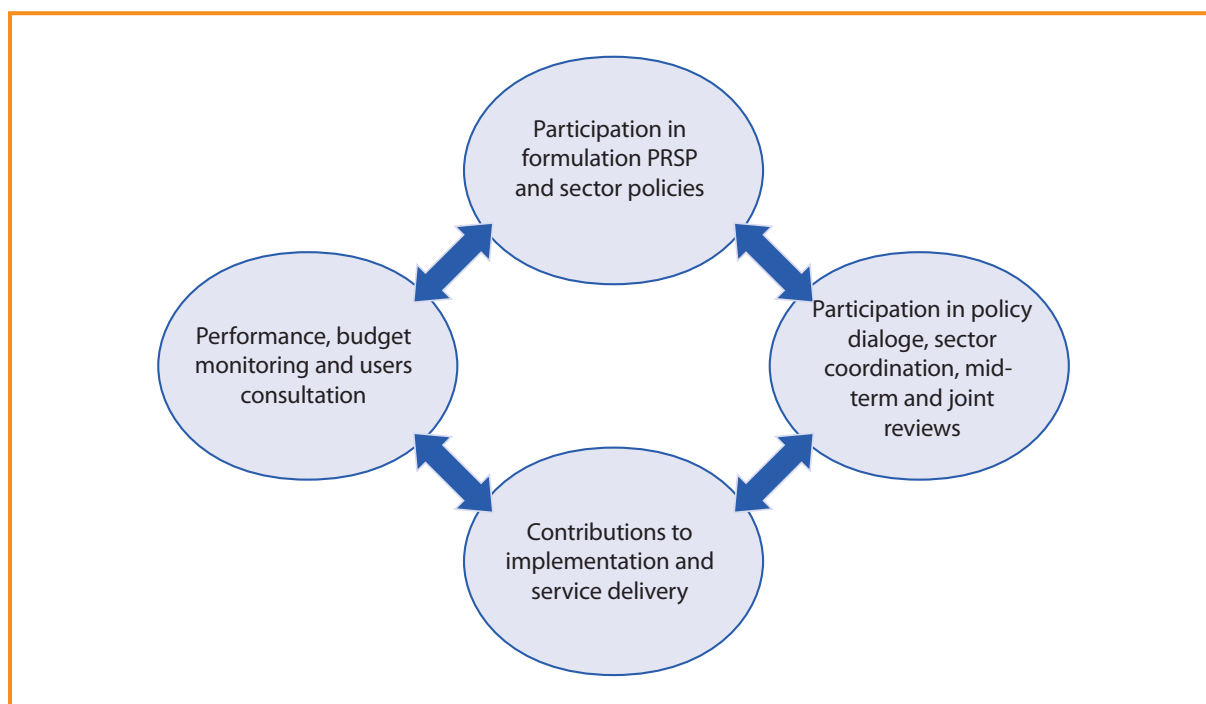 Participation in
formulation PRSP
and sector policies
Performance, budget
monitoring and users
consultation
Participation in policy
dialoge, sector
coordination, mid-
term and joint
reviews
Contributions to
implementation and
service delivery